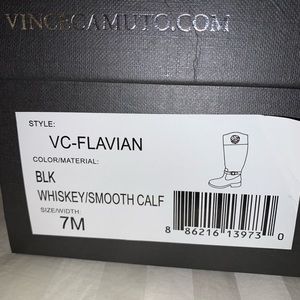 VINCECAMUTO.COM
STYLE:
VC-FLAVIAN
COLOR/MATERIAL:
BLK
WHISKEY/SMOOTH CALF
SIZE/WIDTH:
7M
8 86216 13973 0